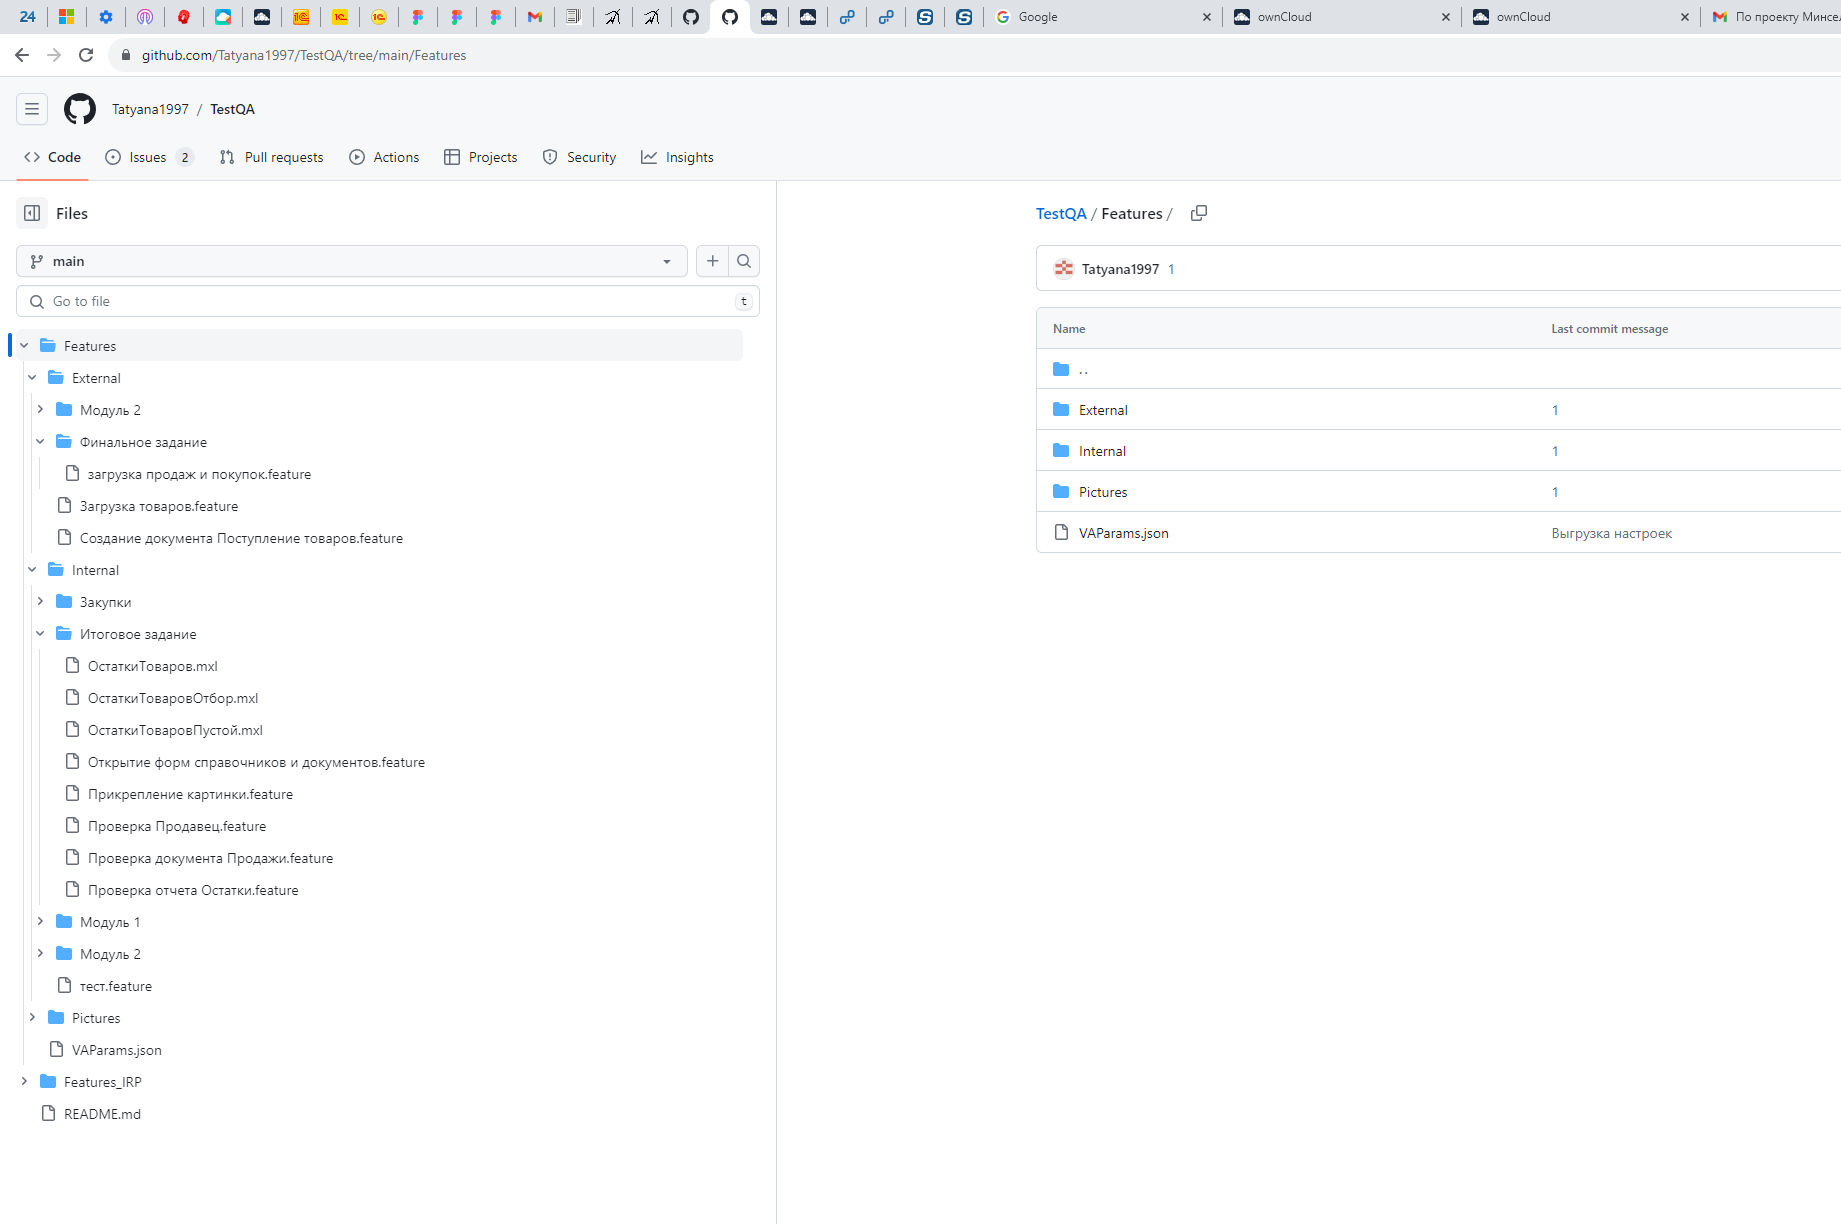 24
Google
ownCloud
ownCloud
По проекту Минсе
github.com/Tatyana1997/TestQA/tree/main/Features
Tatyana1997 / TestQA
Code
Issues 2
Pull requests
Actions
Projects
Security
Insights
Files
main
Go to file
t
Features
External
Модуль 2
Финальное задание
загрузка продаж и покупок.feature
Загрузка товаров.feature
Создание документа Поступление товаров.feature
Internal
Закупки
Итоговое задание
ОстаткиТоваров.mxl
ОстаткиТоваровОтбор.mxl
ОстаткиТоваровПустой.mxl
Открытие форм справочников и документов.feature
Прикрепление картинки.feature
Проверка Продавец.feature
Проверка документа Продажи.feature
Проверка отчета Остатки.feature
Модуль 1
Модуль 2
тест.feature
Pictures
VAParams.json
Features_IRP
README.md
TestQA / Features /
Tatyana1997 1
Name Last commit message
..
External 1
Internal 1
Pictures 1
VAParams.json Выгрузка настроек